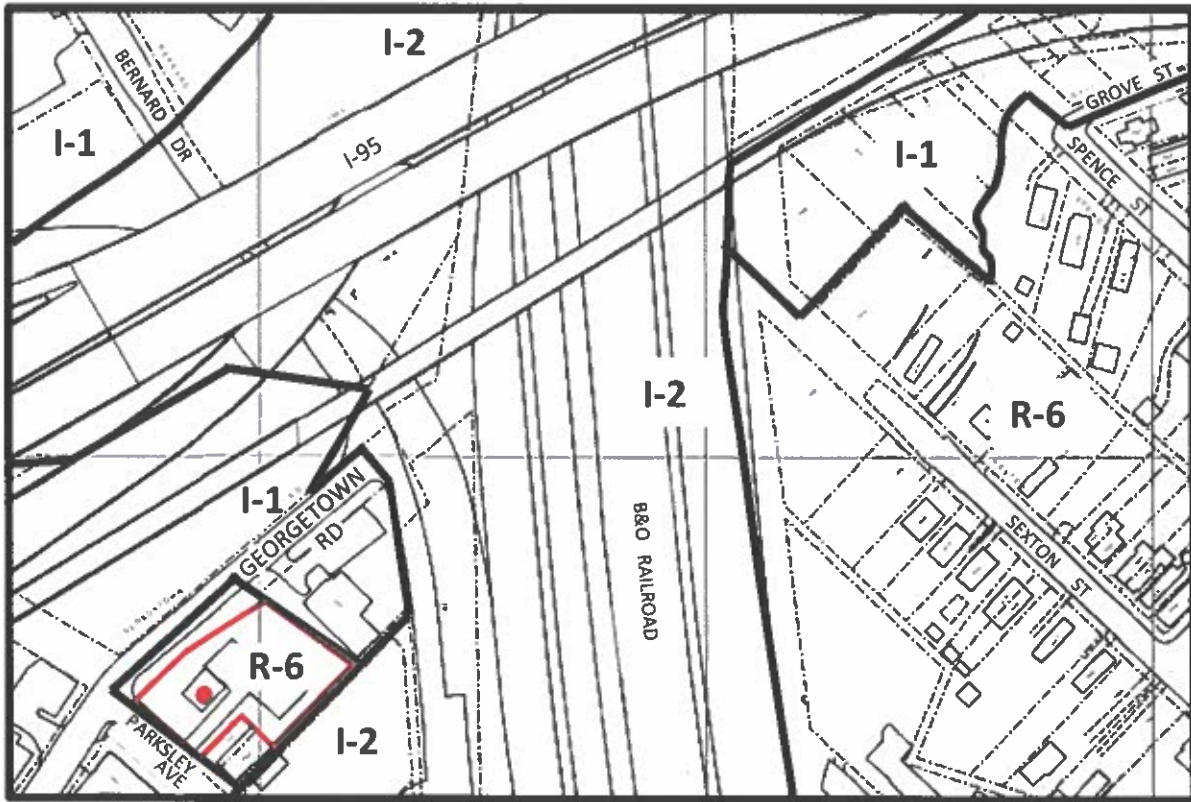 I-2
BERNARD DR
I-1
I-95
GROVE ST
I-1
SPENCE ST
I-2
R-6
I-1
GEORGETOWN
RD
B&O RAILROAD
SEXTON ST
R-6
I-2
PARKSLEY
AVE